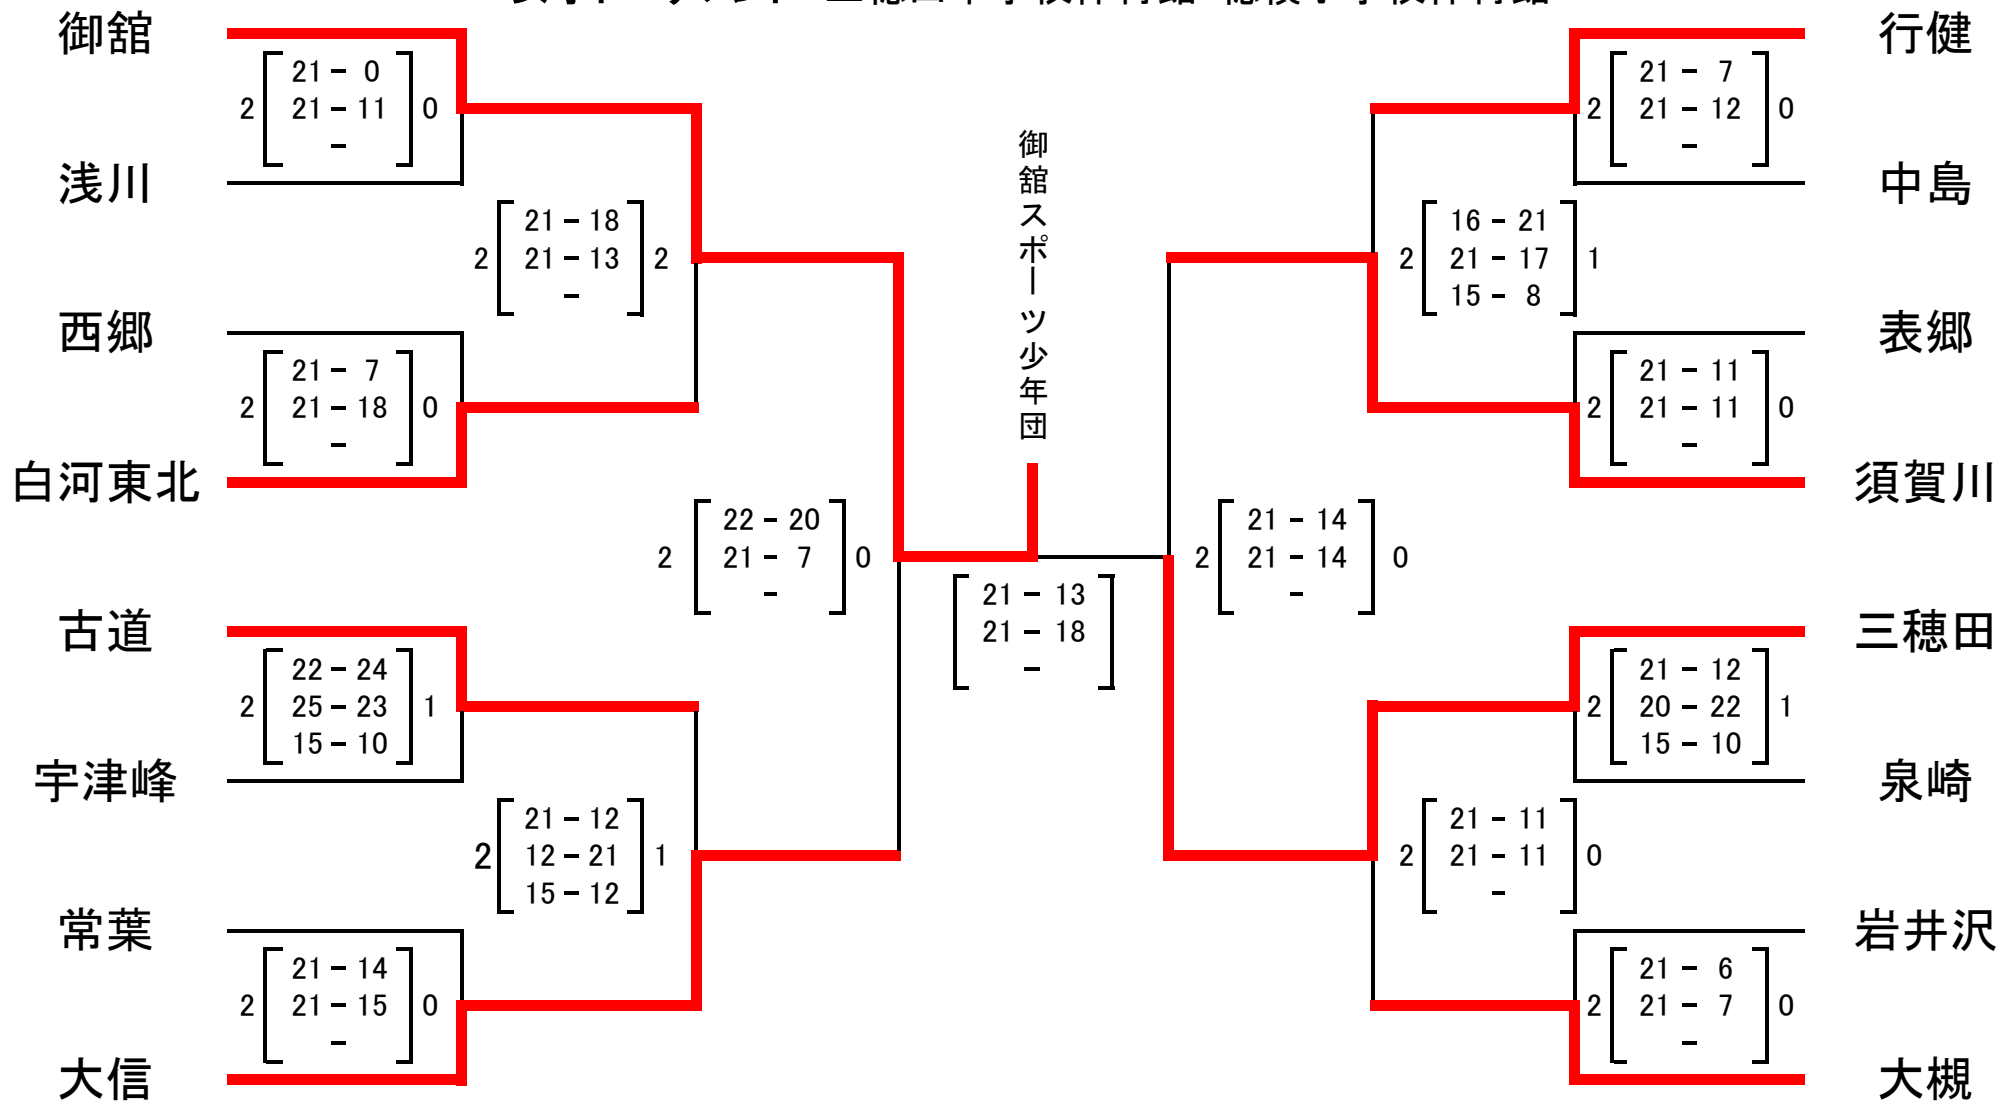 御舘
2 21 - 0 0
21 - 11
-
浅川
2 21 - 18 2
21 - 13
-
西郷
2 21 - 7 0
21 - 18
-
白河東北
2 22 - 20 0
21 - 7
-
古道
2 22 - 24 1
25 - 23
15 - 10
宇津峰
2 21 - 12 1
12 - 21
15 - 12
常葉
2 21 - 14 0
21 - 15
-
大信
御舘スポーツ少年団
21 - 13
21 - 18
-
行健
2 21 - 7 0
21 - 12
-
中島
2 16 - 21 1
21 - 17
15 - 8
表郷
2 21 - 11 0
21 - 11
-
須賀川
2 21 - 14 0
21 - 14
-
三穂田
2 21 - 12 1
20 - 22
15 - 10
泉崎
2 21 - 11 0
21 - 11
-
岩井沢
2 21 - 6 0
21 - 7
-
大槻